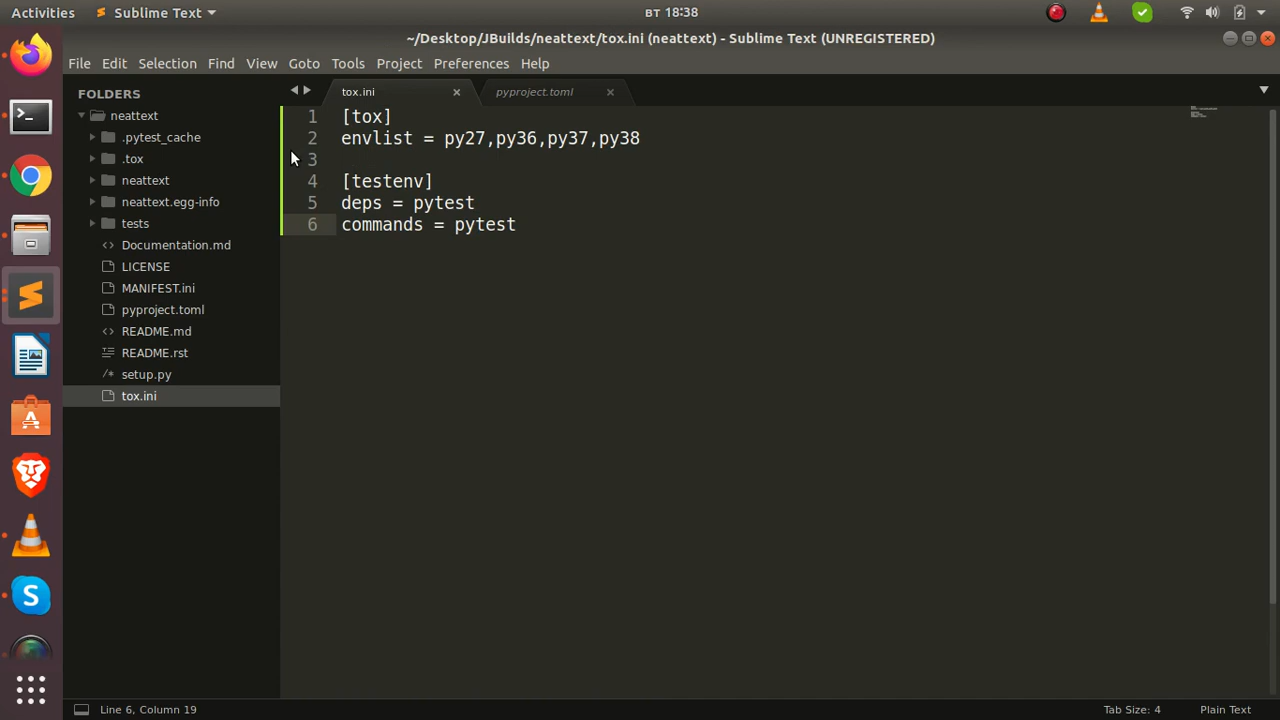 Activities
Sublime Text
вт 18:38
~/Desktop/JBuilds/neattext/tox.ini (neattext) - Sublime Text (UNREGISTERED)
File Edit Selection Find View Goto Tools Project Preferences Help
FOLDERS
neattext
.pytest_cache
.tox
neattext
neattext.egg-info
tests
Documentation.md
LICENSE
MANIFEST.ini
pyproject.toml
README.md
README.rst
setup.py
tox.ini
tox.ini
pyproject.toml
1 [tox]
2 envlist = py27,py36,py37,py38
3
4 [testenv]
5 deps = pytest
6 commands = pytest
Line 6, Column 19
Tab Size: 4
Plain Text